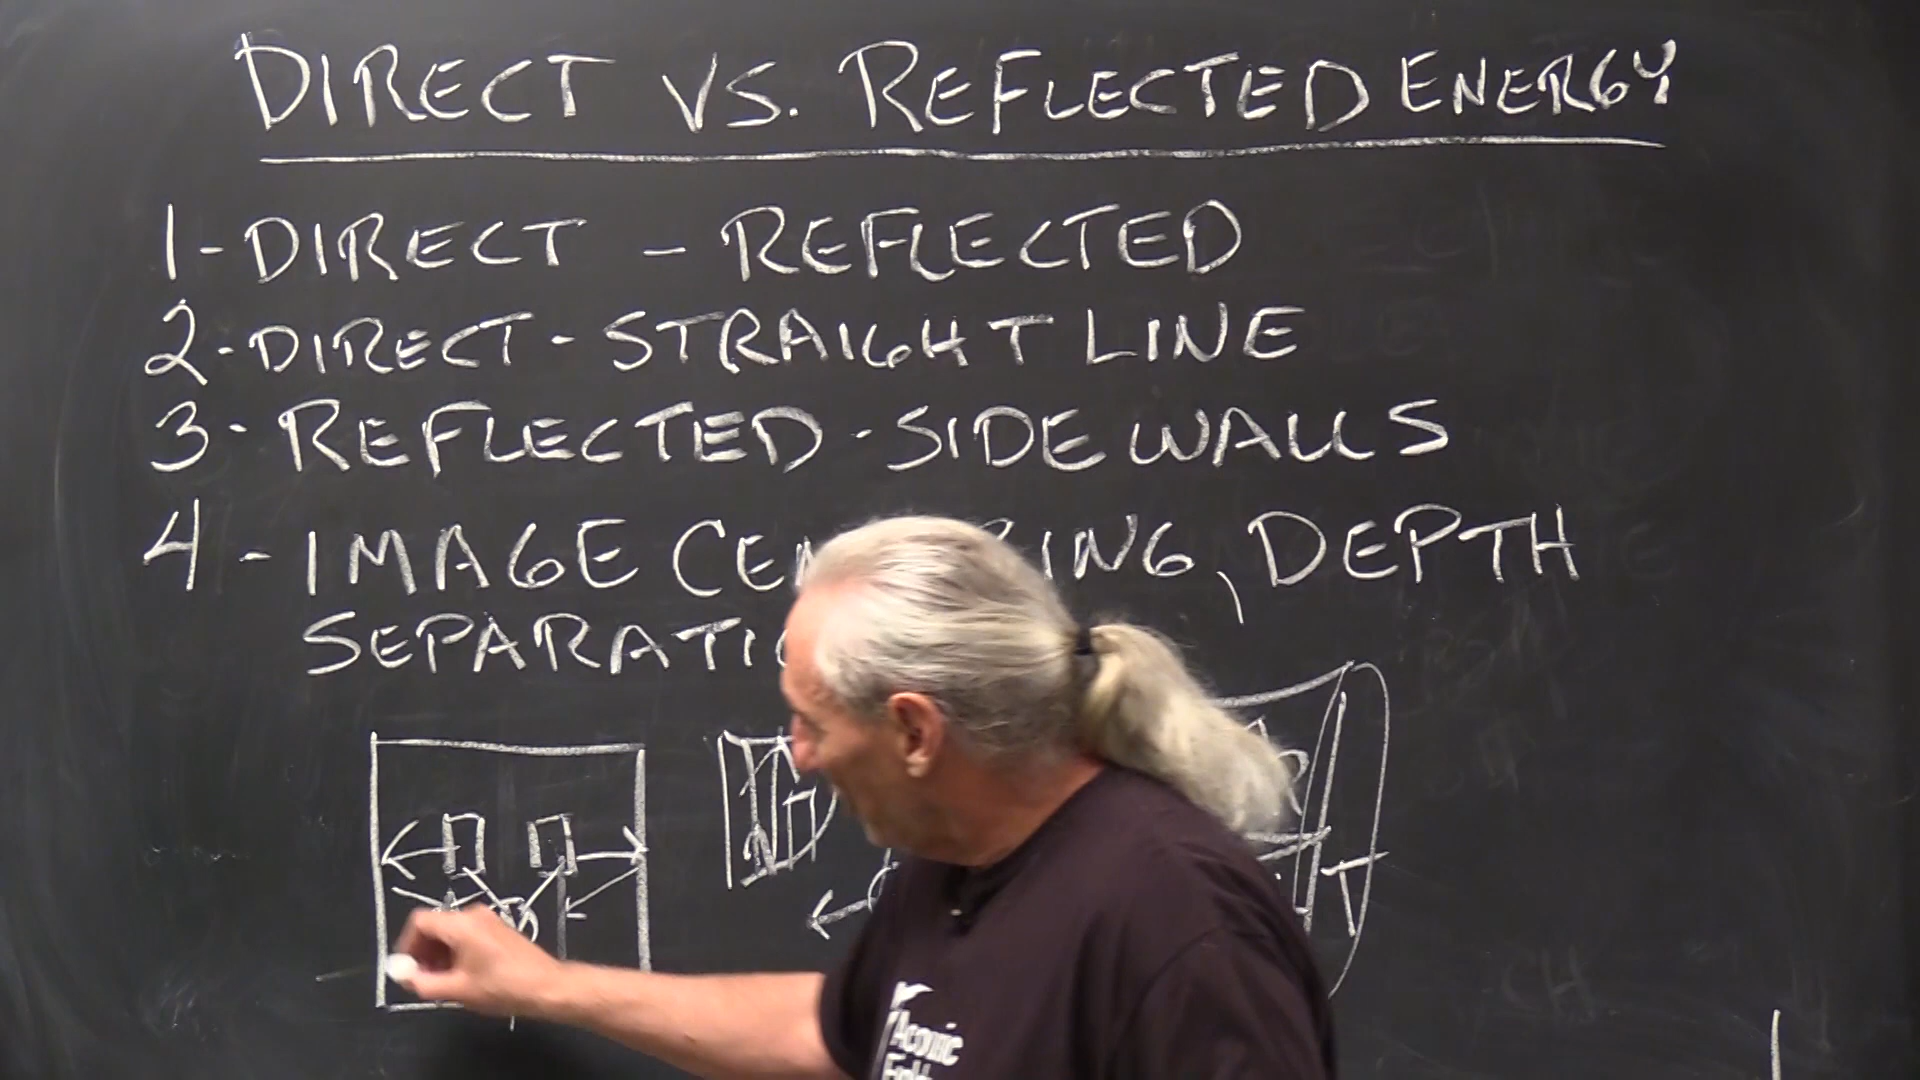 DIRECT VS. REFLECTED ENERGY
1-DIRECT - REFLECTED
2-DIRECT-STRAIGHT LINE
3-REFLECTED-SIDE WALLS
4-IMAGE , DEPTH